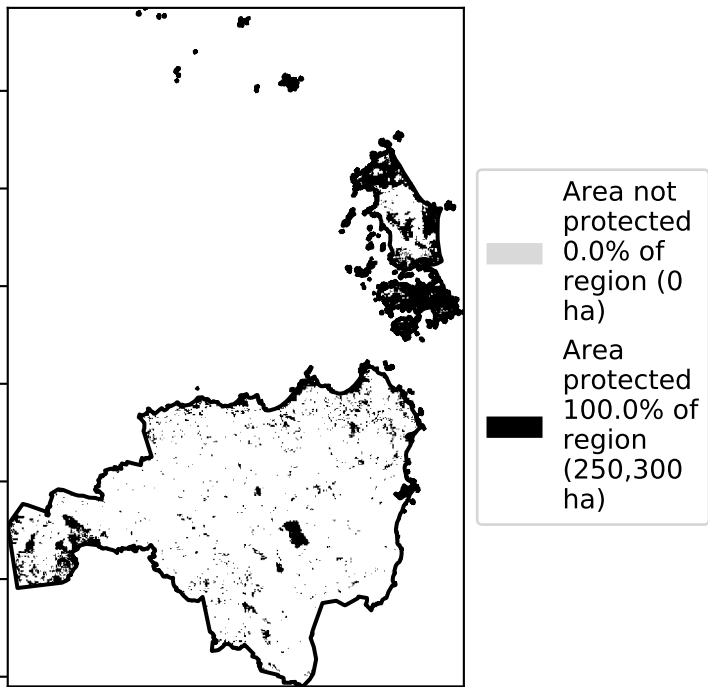 Area not
protected
0.0% of
region (0
ha)
Area
protected
100.0% of
region
(250,300
ha)